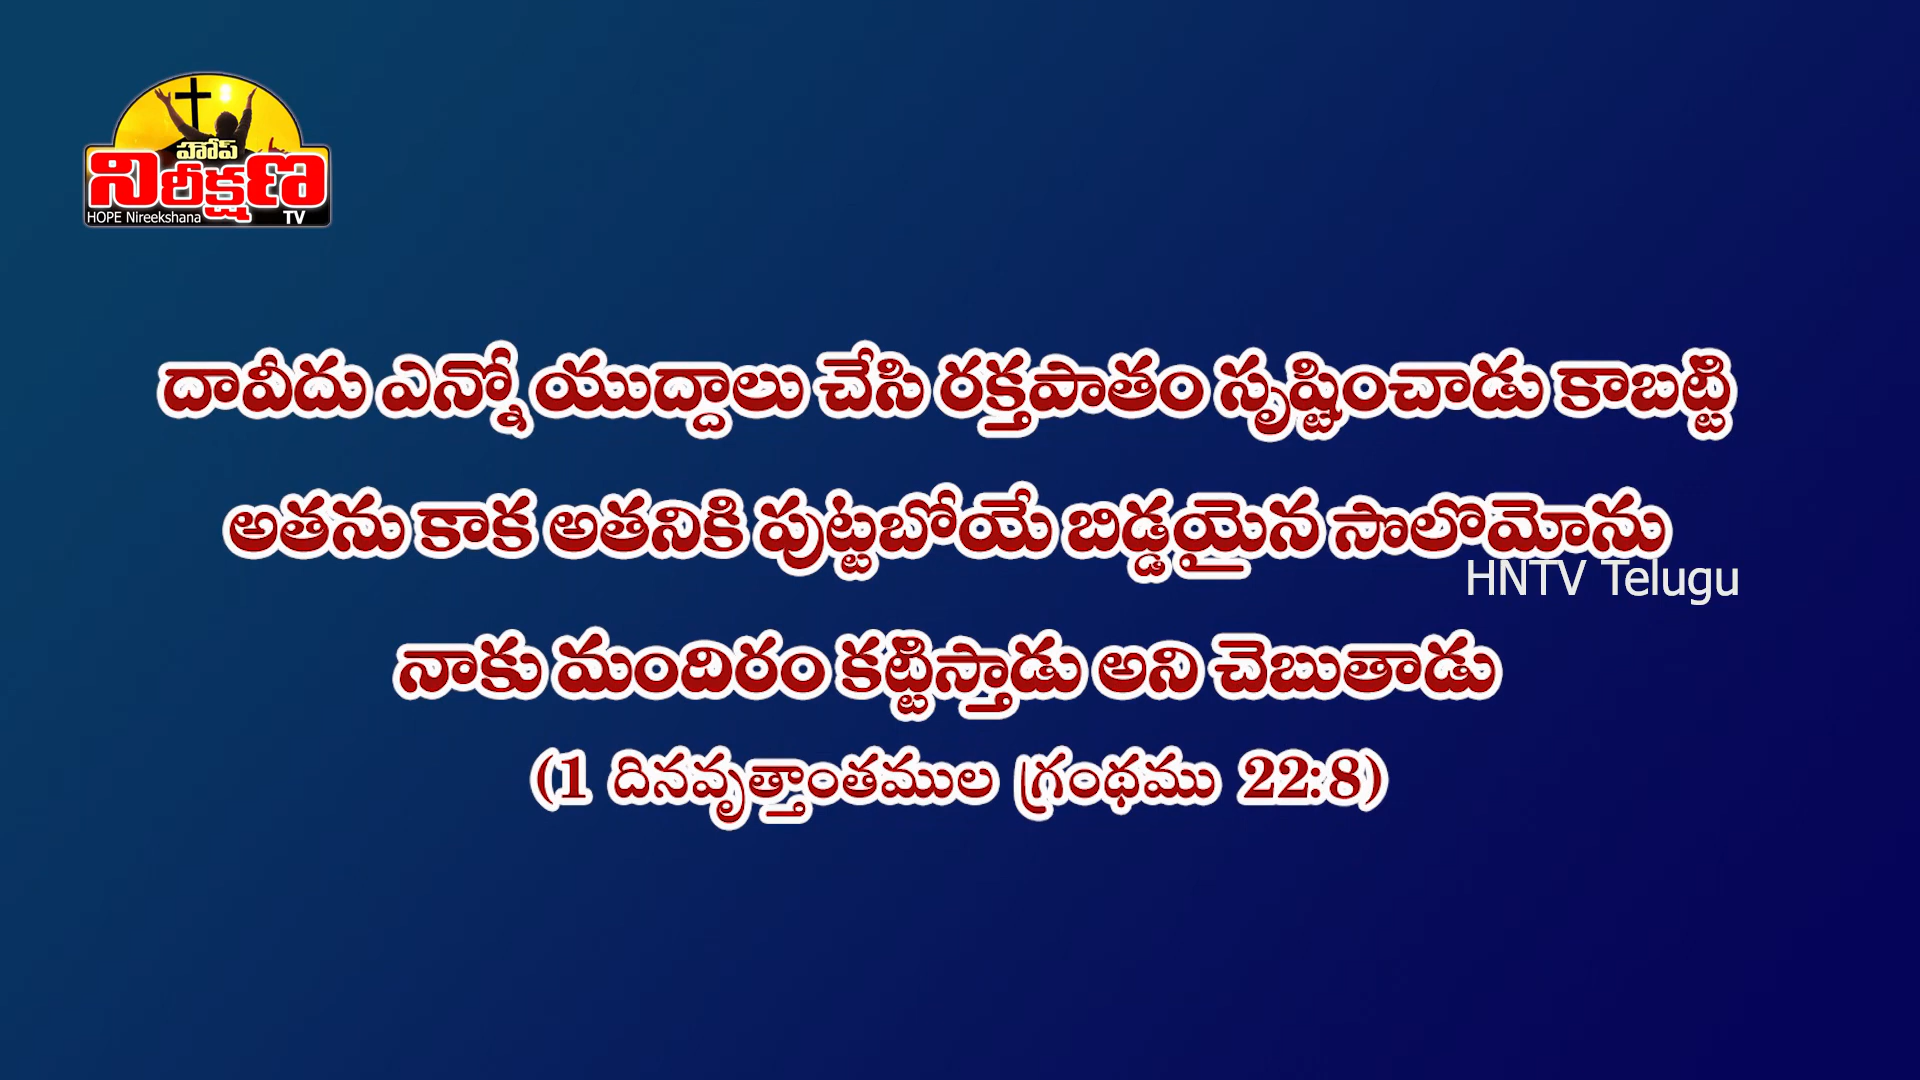 హోప్
నిరీక్షణ
HOPE Nireekshana TV
దావీదు ఎన్నో యుద్దాలు చేసి రక్తపాతం సృష్టించాడు కాబట్టి
అతను కాక అతనికి పుట్టబోయే బిడ్డయైన సొలొమోను
HNTV Telugu
నాకు మందిరం కట్టిస్తాడు అని చెబుతాడు
(1 దినవృత్తాంతముల గ్రంథము 22:8)